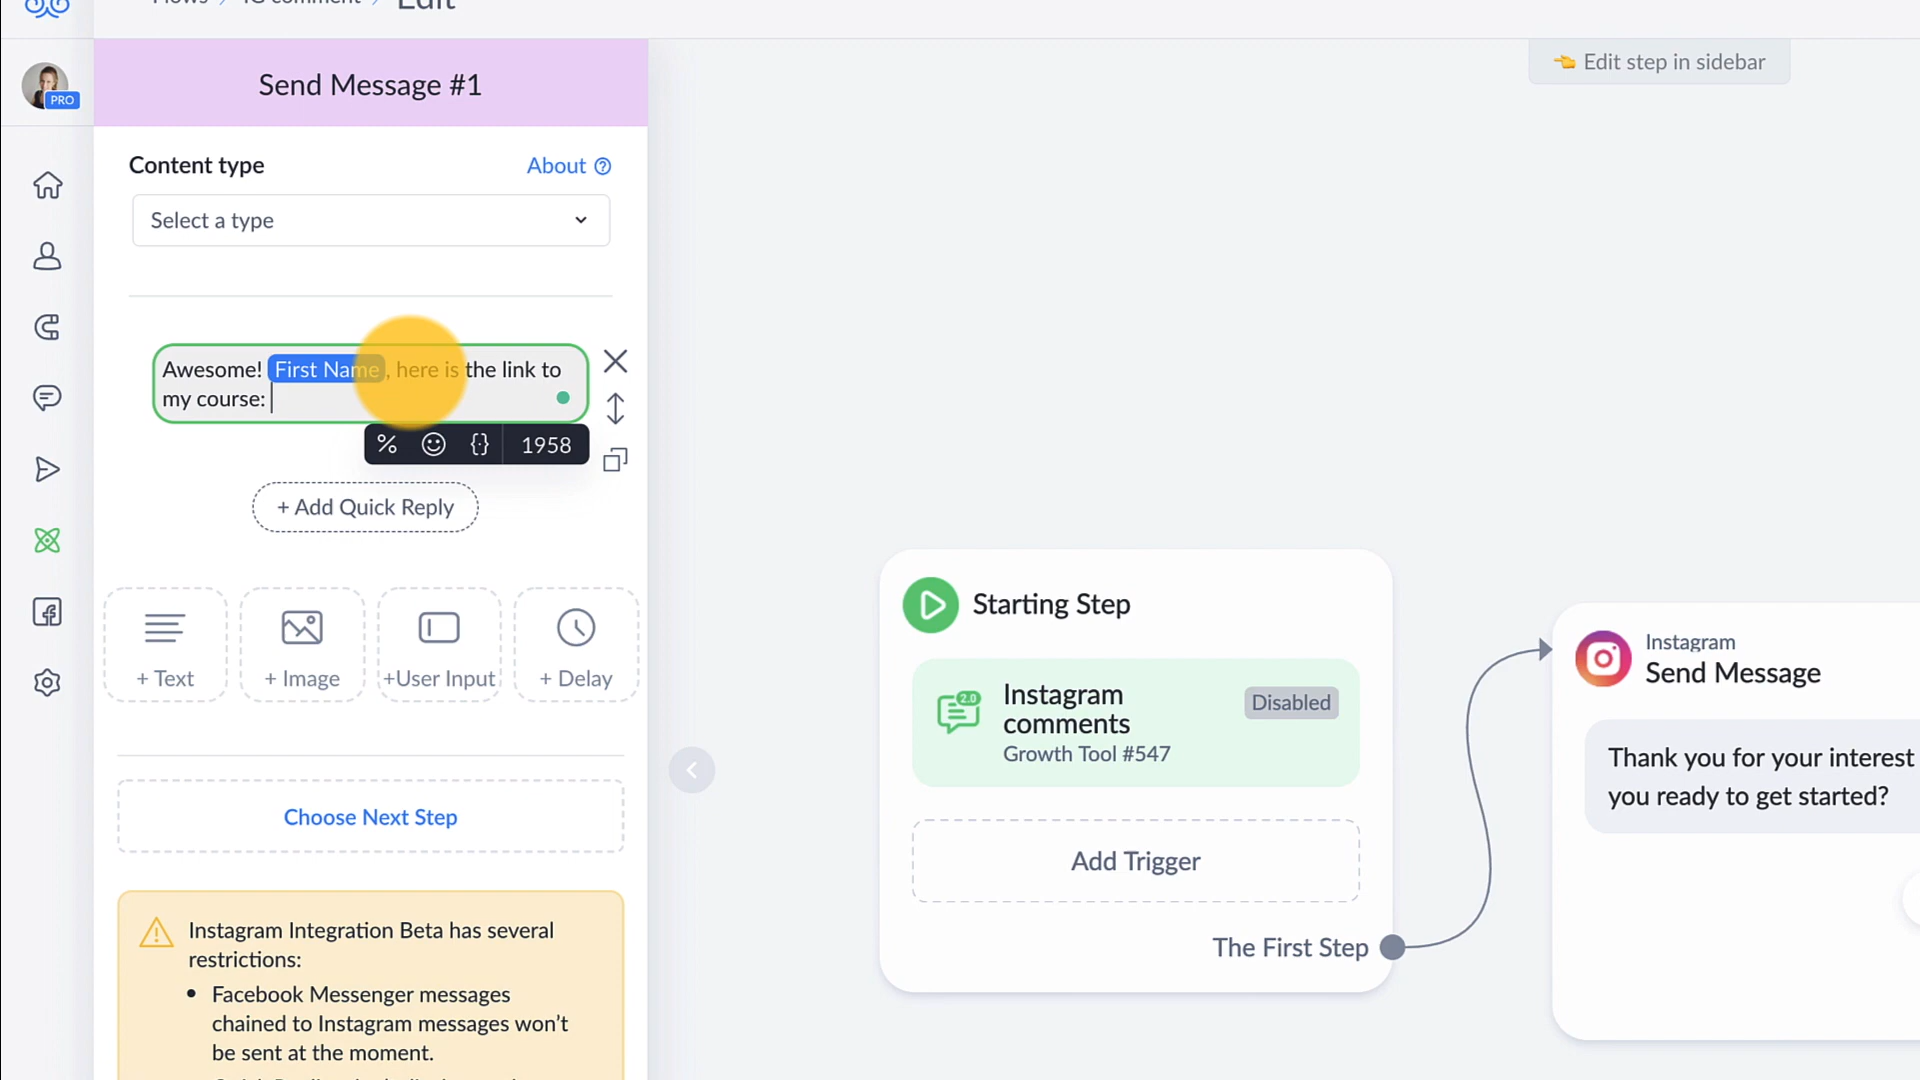 Edit
PRO
Send Message #1
Edit step in sidebar
Content type
About
Select a type
Awesome! First Name, here is the link to
my course:
1958
+ Add Quick Reply
+ Text
+ Image
+User Input
+ Delay
Choose Next Step
Instagram Integration Beta has several
restrictions:
• Facebook Messenger messages
chained to Instagram messages won't
be sent at the moment.
Starting Step
2.0
Instagram
comments
Disabled
Growth Tool #547
Add Trigger
The First Step
Instagram
Send Message
Thank you for your interest
you ready to get started?